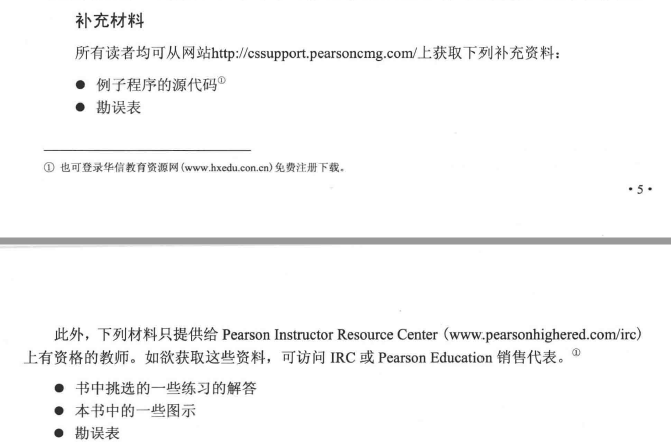 补充材料
所有读者均可从网站http://cssupport.pearsoncmg.com/上获取下列补充资料：
● 例子程序的源代码①
● 勘误表
① 也可登录华信教育资源网(www.hxedu.con.cn)免费注册下载。
• 5 •
此外，下列材料只提供给 Pearson Instructor Resource Center（www.pearsonhighered.com/irc）
上有资格的教师。如欲获取这些资料，可访问 IRC 或 Pearson Education 销售代表。①
● 书中挑选的一些练习的解答
● 本书中的一些图示
● 勘误表